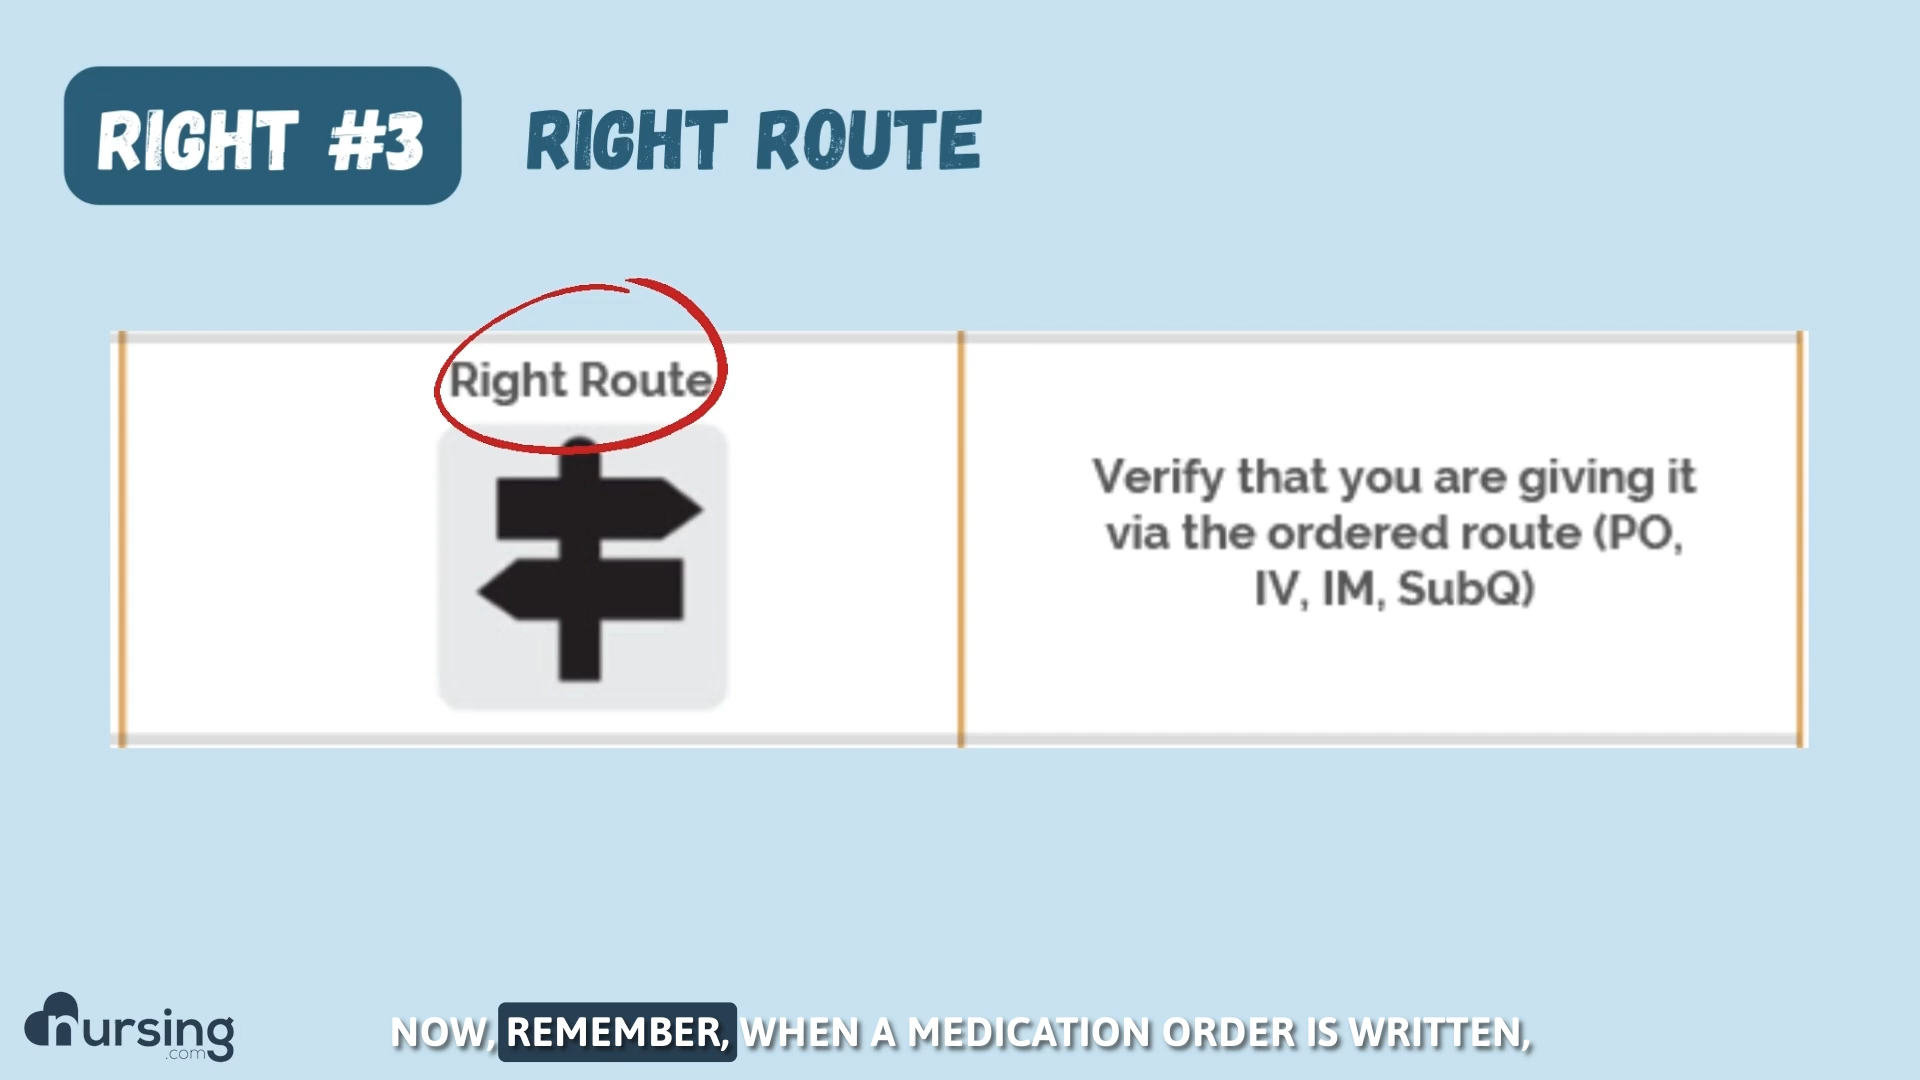 RIGHT #3
RIGHT ROUTE
Right Route
Verify that you are giving it
via the ordered route (PO,
IV, IM, SubQ)
nursing
.com
NOW, REMEMBER, WHEN A MEDICATION ORDER IS WRITTEN,